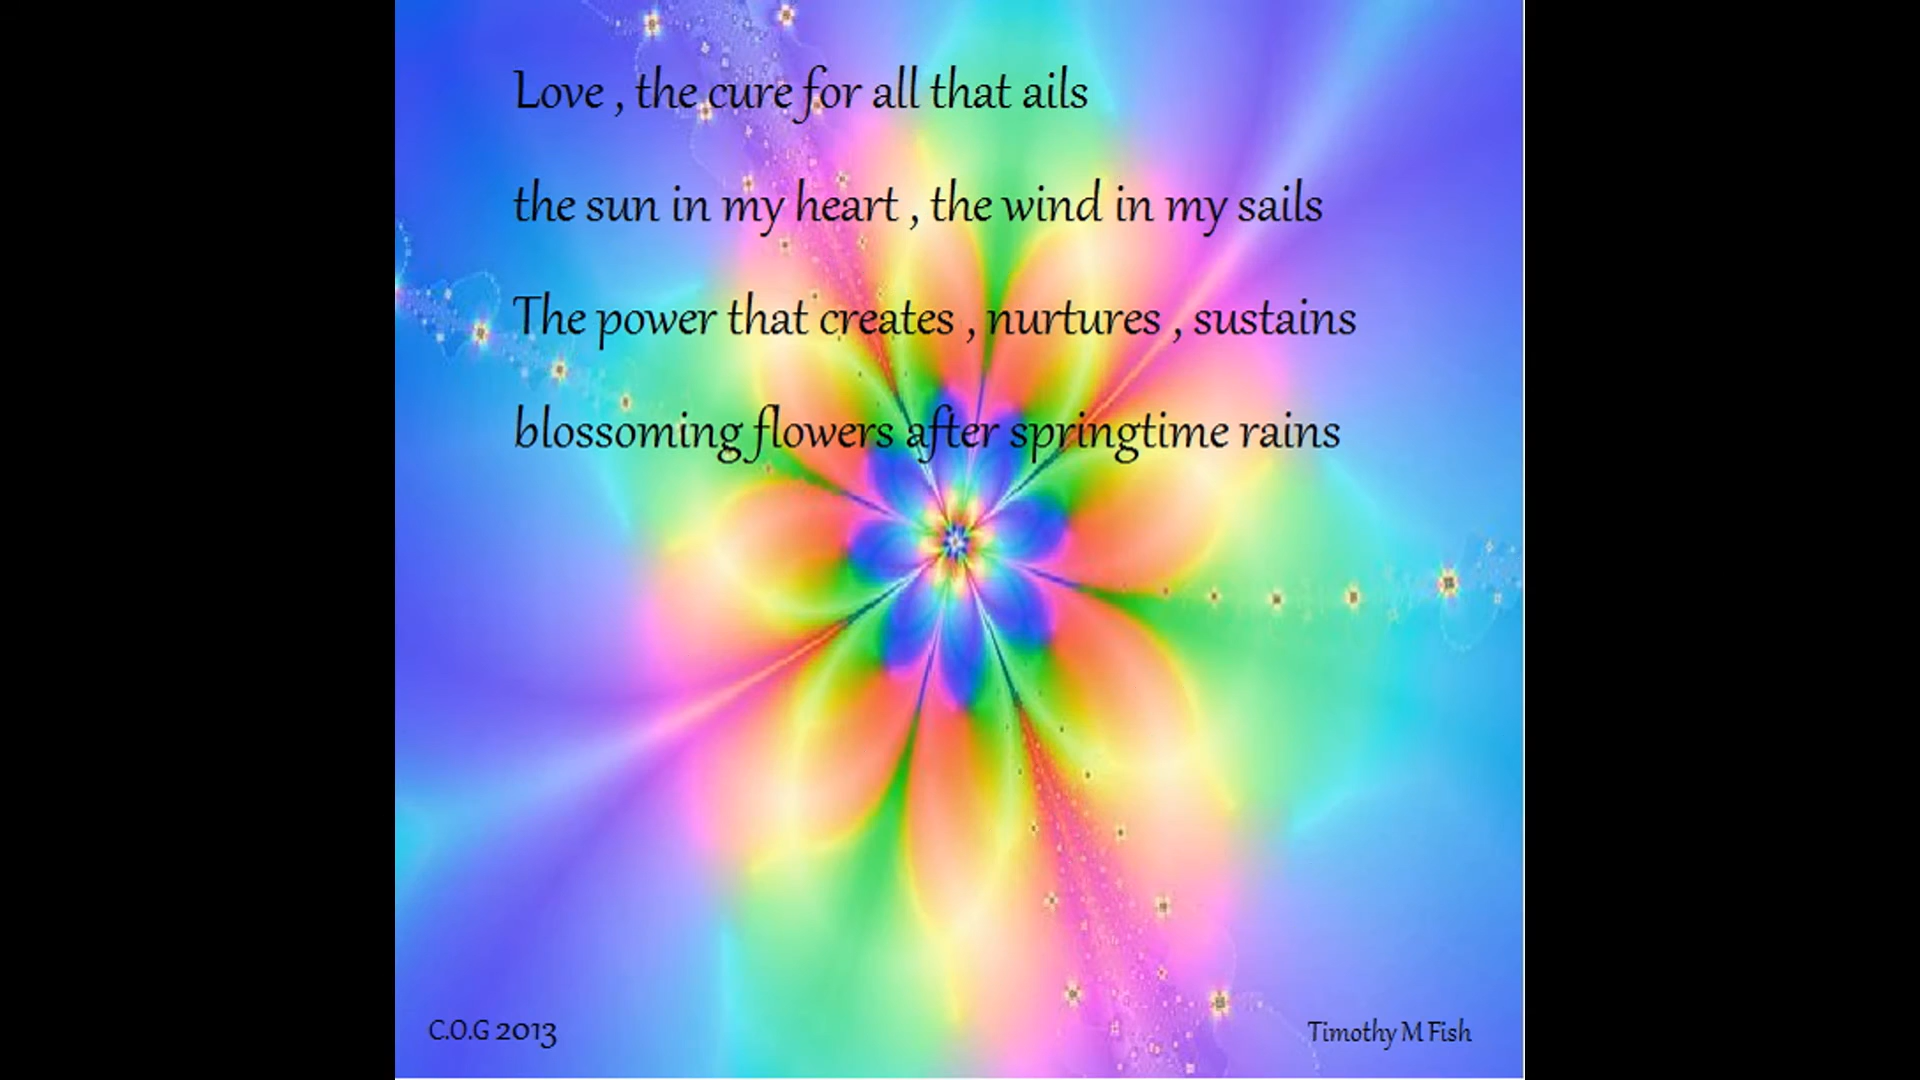 Love , the cure for all that ails
the sun in my heart , the wind in my sails
The power that creates , nurtures , sustains
blossoming flowers after springtime rains
C.O.G 2013
Timothy M Fish